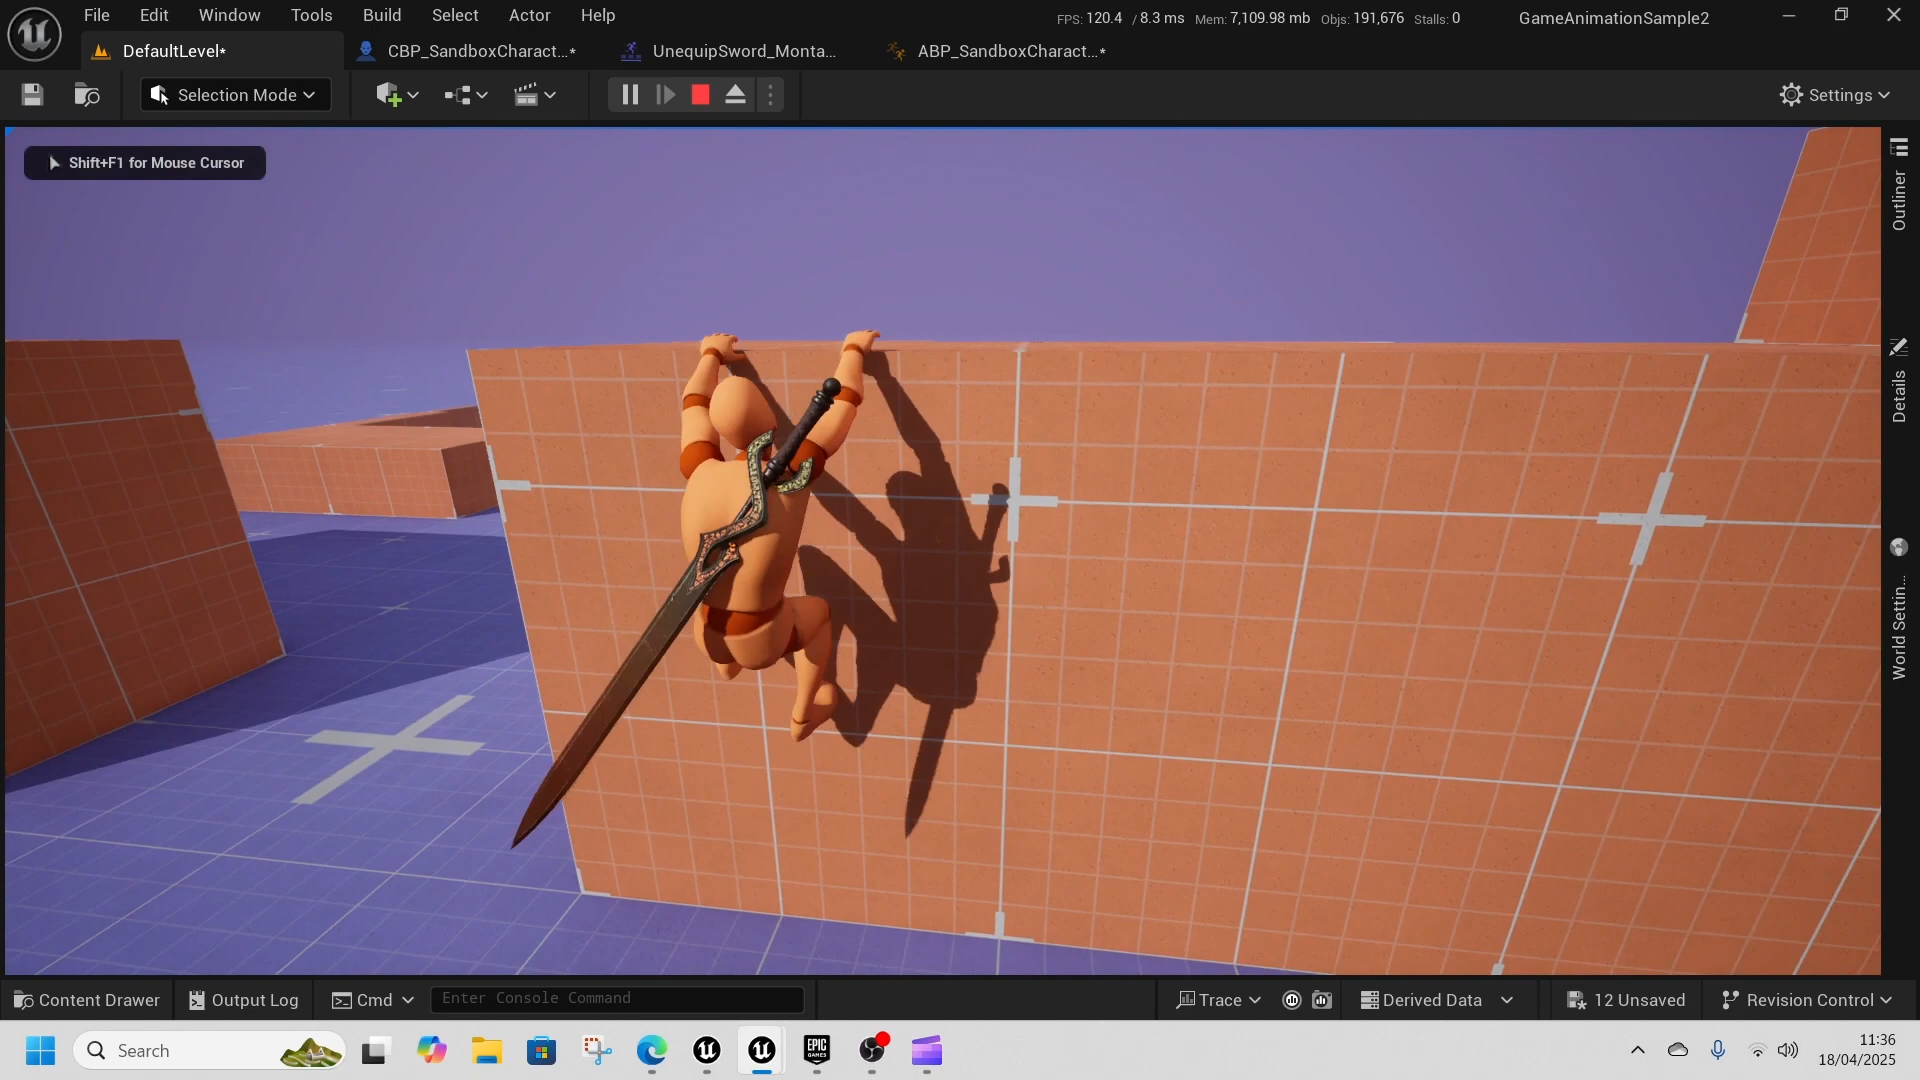 File Edit Window Tools Build Select Actor Help
FPS: 120.4 / 8.3 ms Mem: 7,109.98 mb Objs: 191,676 Stalls: 0
GameAnimationSample2
DefaultLevel*
CBP_SandboxCharact...*
UnequipSword_Monta...
ABP_SandboxCharact...*
Selection Mode
Settings
Shift+F1 for Mouse Cursor
Outliner
Details
World Settin...
Content Drawer
Output Log
Cmd
Enter Console Command
Trace
Derived Data
12 Unsaved
Revision Control
Search
EPIC
GAMES
11:36
18/04/2025